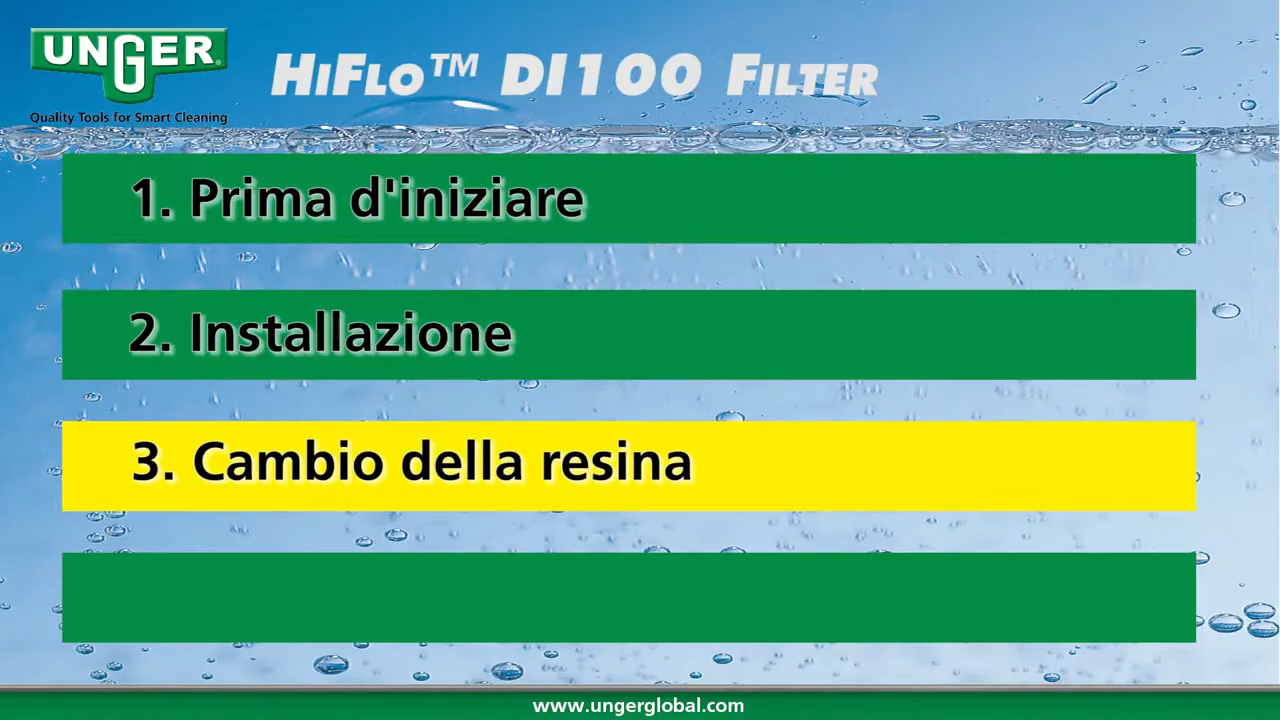 UNGER®
Quality Tools for Smart Cleaning
HIFLO™ DI100 FILTER
1. Prima d'iniziare
2. Installazione
3. Cambio della resina
www.ungerglobal.com